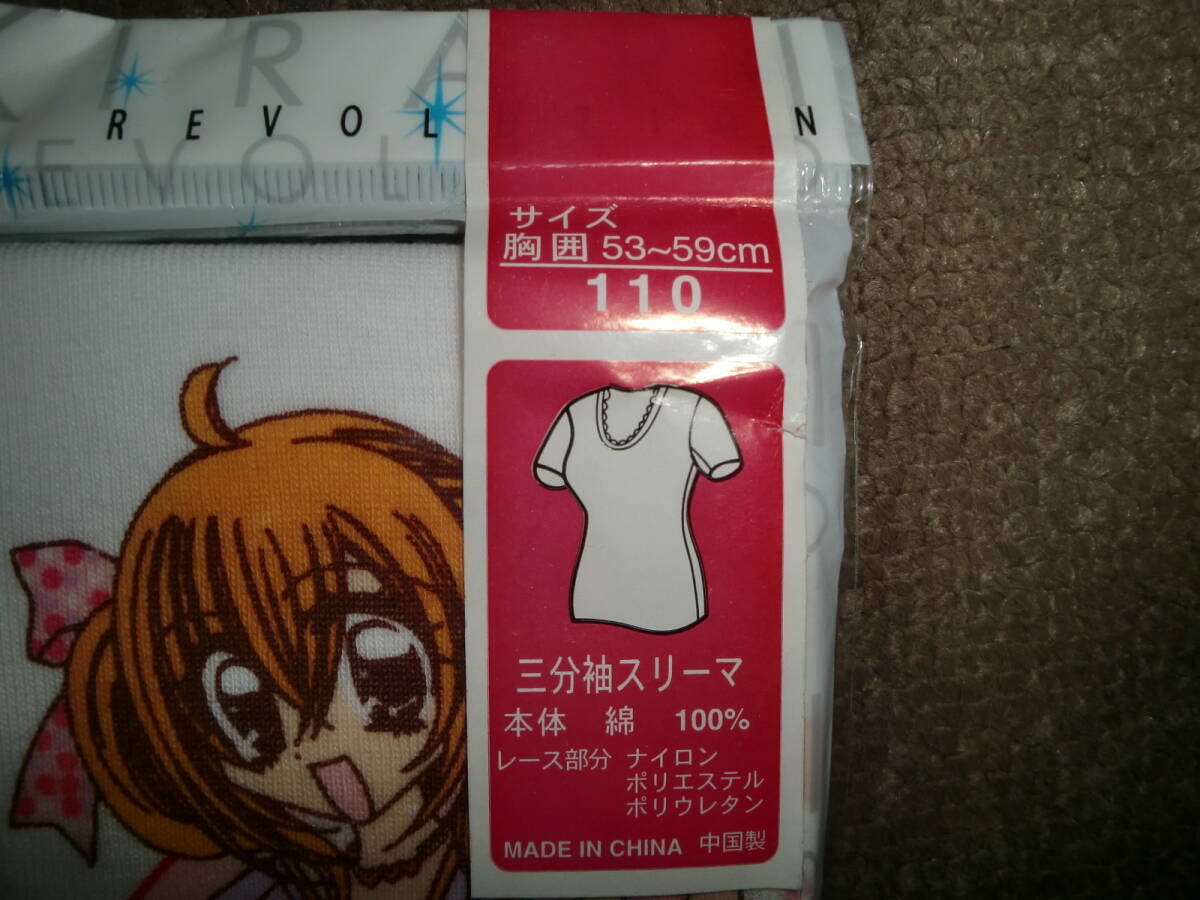 KIRA I
REVOL N
EVOL
サイズ
胸囲 53~59cm
110
三分袖スリーマ
本体 綿 100%
レース部分 ナイロン
ポリエステル
ポリウレタン
MADE IN CHINA 中国製